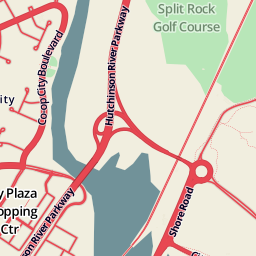 Split Rock
Golf Course
Hutchinson River Parkway
Co-op City Boulevard
ity
y Plaza
opping
Ctr
son River Parkway
Shore Road